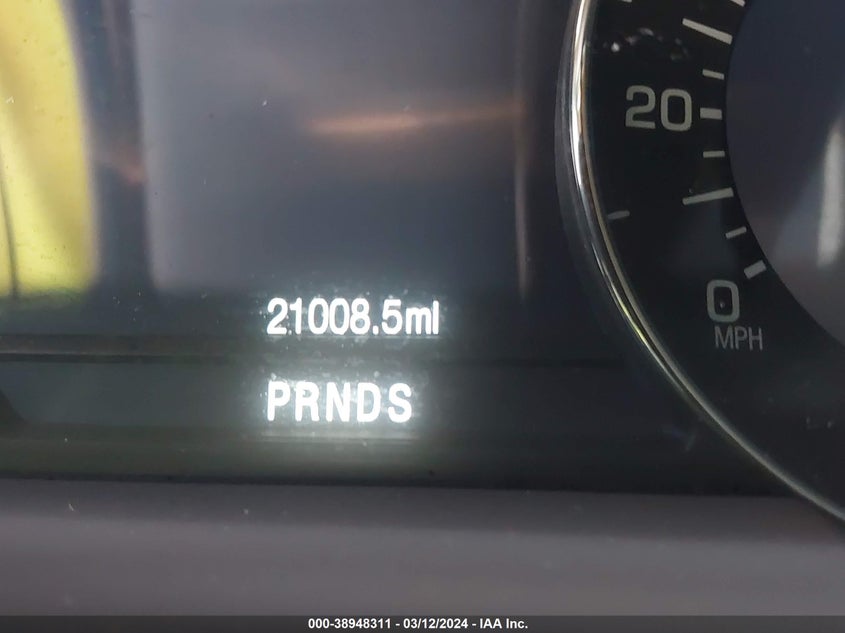 20
0
MPH
21008.5mi
PRNDS
000-38948311 - 03/12/2024 - IAA Inc.